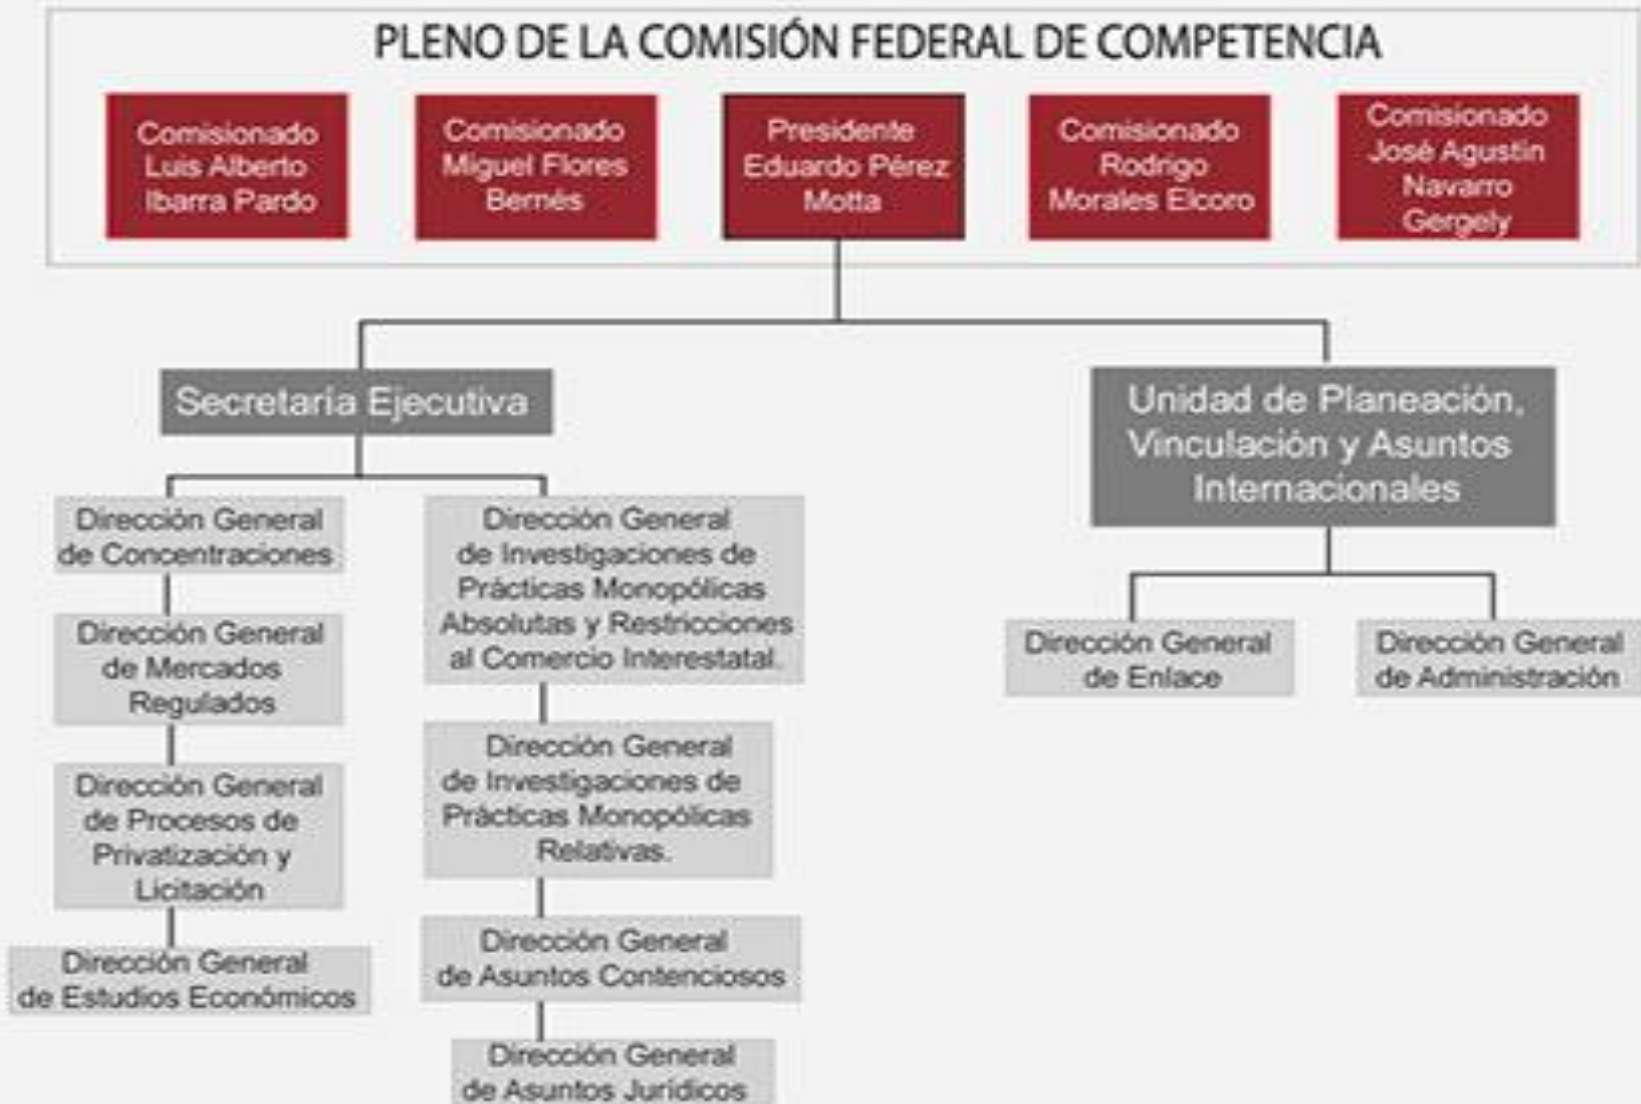 PLENO DE LA COMISIÓN FEDERAL DE COMPETENCIA
Comisionado
Luis Alberto
Ibarra Pardo
Comisionado
Miguel Flores
Bernés
Presidente
Eduardo Pérez
Motta
Comisionado
Rodrigo
Morales Elcoro
Comisionado
José Agustín
Navarro
Gergely
Secretaría Ejecutiva
Unidad de Planeación,
Vinculación y Asuntos
Internacionales
Dirección General
de Concentraciones
Dirección General
de Mercados
Regulados
Dirección General
de Procesos de
Privatización y
Licitación
Dirección General
de Estudios Económicos
Dirección General
de Investigaciones de
Prácticas Monopólicas
Absolutas y Restricciones
al Comercio Interestatal.
Dirección General
de Investigaciones de
Prácticas Monopólicas
Relativas.
Dirección General
de Asuntos Contenciosos
Dirección General
de Asuntos Jurídicos
Dirección General
de Enlace
Dirección General
de Administración